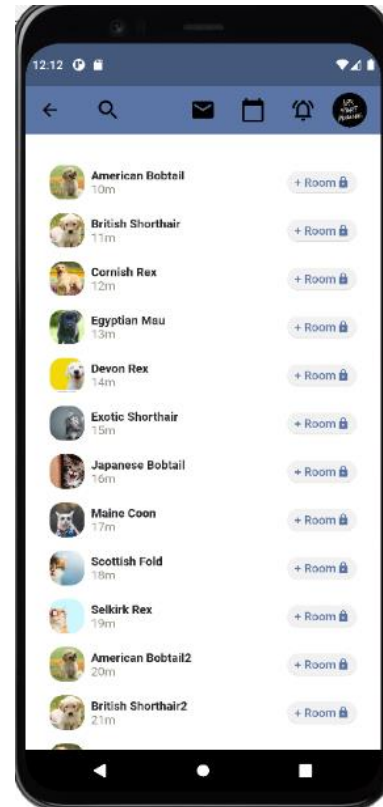 12:12
American Bobtail
10m
+ Room
British Shorthair
11m
+ Room
Cornish Rex
12m
+ Room
Egyptian Mau
13m
+ Room
Devon Rex
14m
+ Room
Exotic Shorthair
15m
+ Room
Japanese Bobtail
16m
+ Room
Maine Coon
17m
+ Room
Scottish Fold
18m
+ Room
Selkirk Rex
19m
+ Room
American Bobtail2
20m
+ Room
British Shorthair2
21m
+ Room